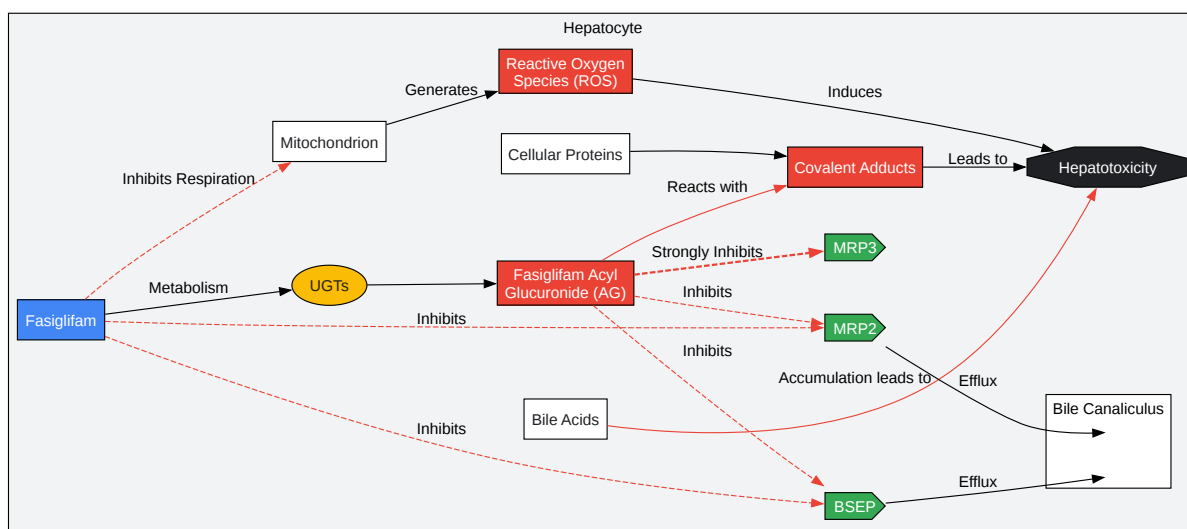 Hepatocyte
Reactive Oxygen
Species (ROS)
Generates
Induces
Mitochondrion
Cellular Proteins
Covalent Adducts
Leads to
Hepatotoxicity
Inhibits Respiration
Reacts with
MRP3
Strongly Inhibits
Metabolism
UGTs
Fasiglifam Acyl
Glucuronide (AG)
Inhibits
Fasiglifam
Inhibits
MRP2
Inhibits
Accumulation leads to
Efflux
Bile Acids
Bile Canaliculus
Inhibits
Efflux
BSEP